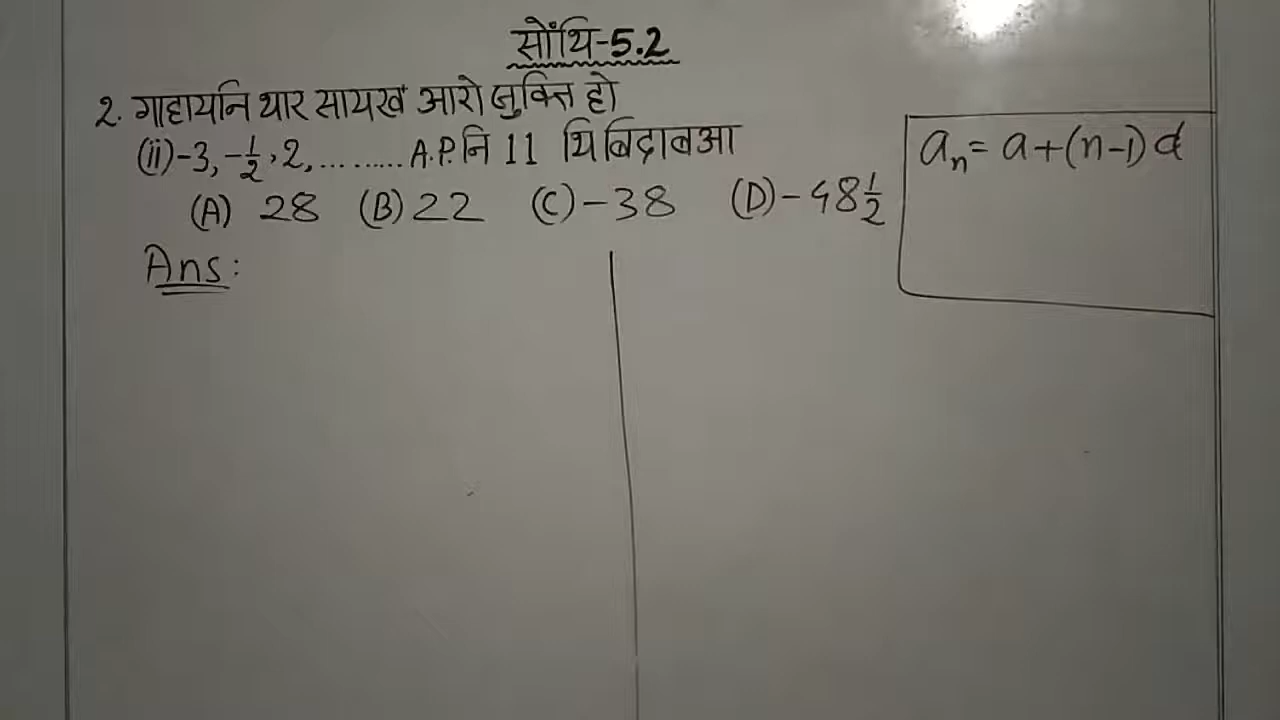 सोंथि-5.2
2. गाहायनि थार सायखʼ आरो जुक्ति हो
(ii) -3, -1/2, 2, ......... A.P. नि 11 थि बिदाबआ
(A) 28 (B) 22 (C) -38 (D) -48 1/2
Ans:
aₙ = a+(n-1)d